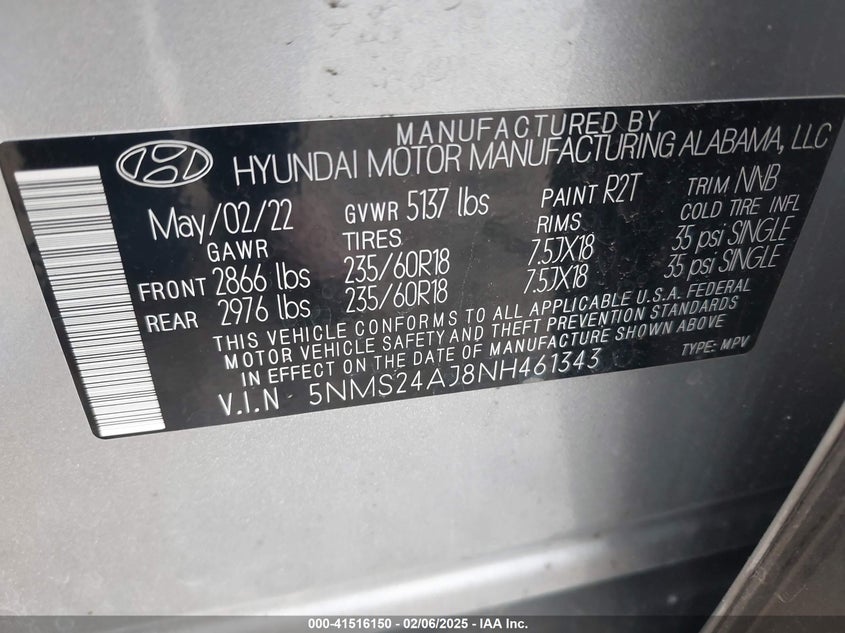 MANUFACTURED BY
HYUNDAI MOTOR MANUFACTURING ALABAMA, LLC
May/02/22 GVWR 5137 lbs PAINT R2T TRIM NNB
GAWR TIRES RIMS COLD TIRE INFL
FRONT 2866 lbs 235/60R18 7.5JX18 35 psi SINGLE
REAR 2976 lbs 235/60R18 7.5JX18 35 psi SINGLE
THIS VEHICLE CONFORMS TO ALL APPLICABLE U.S.A. FEDERAL
MOTOR VEHICLE SAFETY AND THEFT PREVENTION STANDARDS
IN EFFECT ON THE DATE OF MANUFACTURE SHOWN ABOVE
V.I.N 5NMS24AJ8NH461343 TYPE: MPV
000-41516150 — 02/06/2025 — IAA Inc.